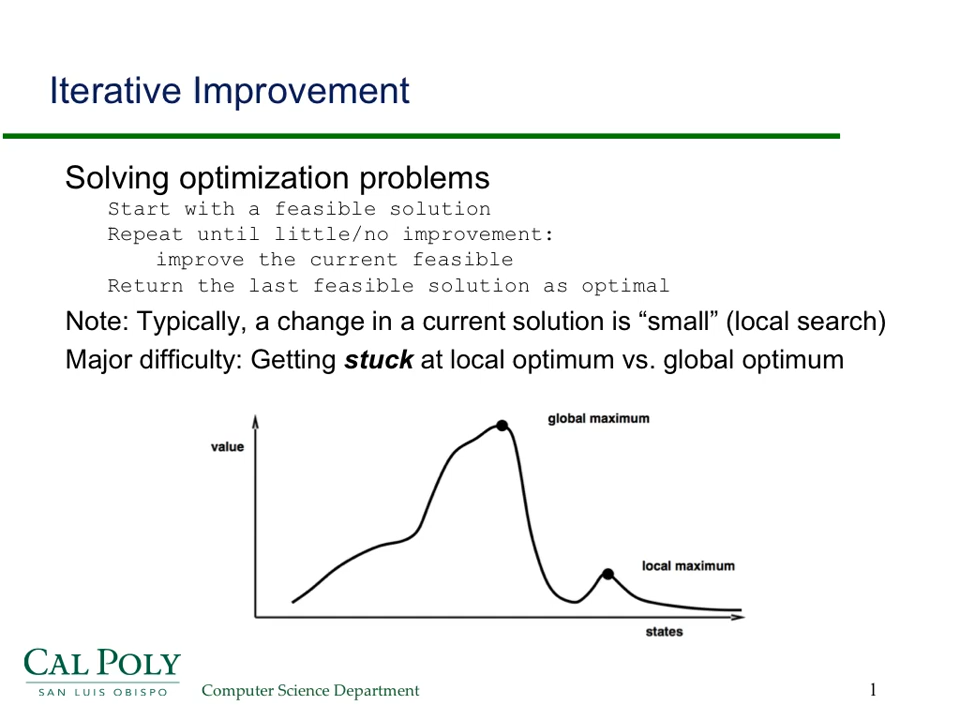 Iterative Improvement
Solving optimization problems
Start with a feasible solution
Repeat until little/no improvement:
improve the current feasible
Return the last feasible solution as optimal
Note: Typically, a change in a current solution is “small” (local search)
Major difficulty: Getting stuck at local optimum vs. global optimum
global maximum
value
local maximum
states
CAL POLY
SAN LUIS OBISPO
Computer Science Department
1